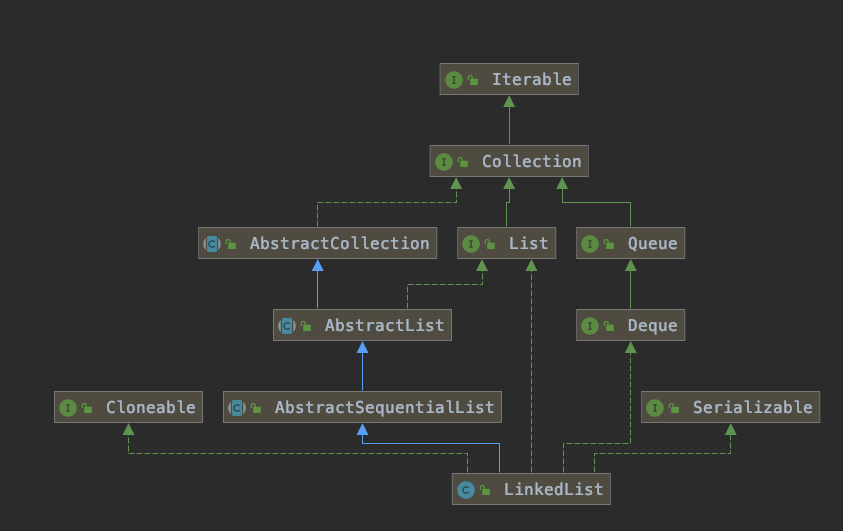 I Iterable
I Collection
C AbstractCollection I List I Queue
C AbstractList I Deque
I Cloneable C AbstractSequentialList I Serializable
C LinkedList